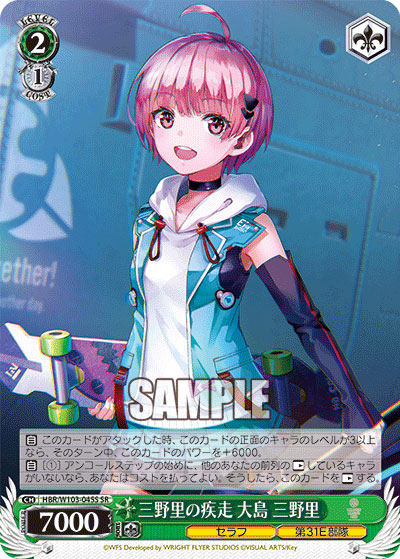 LEVEL
2
1
COST
gether!
further day
SAMPLE
自 このカードがアタックした時、このカードの正面のキャラのレベルが3以上
なら、そのターン中、このカードのパワーを+6000。
自 [⑴] アンコールステップの始めに、他のあなたの前列の しているキャラ
がいないなら、あなたはコストを払ってよい。そうしたら、このカードを する。
CH HBR/W103-045S SR
7000
三野里の疾走 大島 三野里
セラフ
第31E部隊
©WFS Developed by WRIGHT FLYER STUDIOS ©VISUAL ARTS/Key